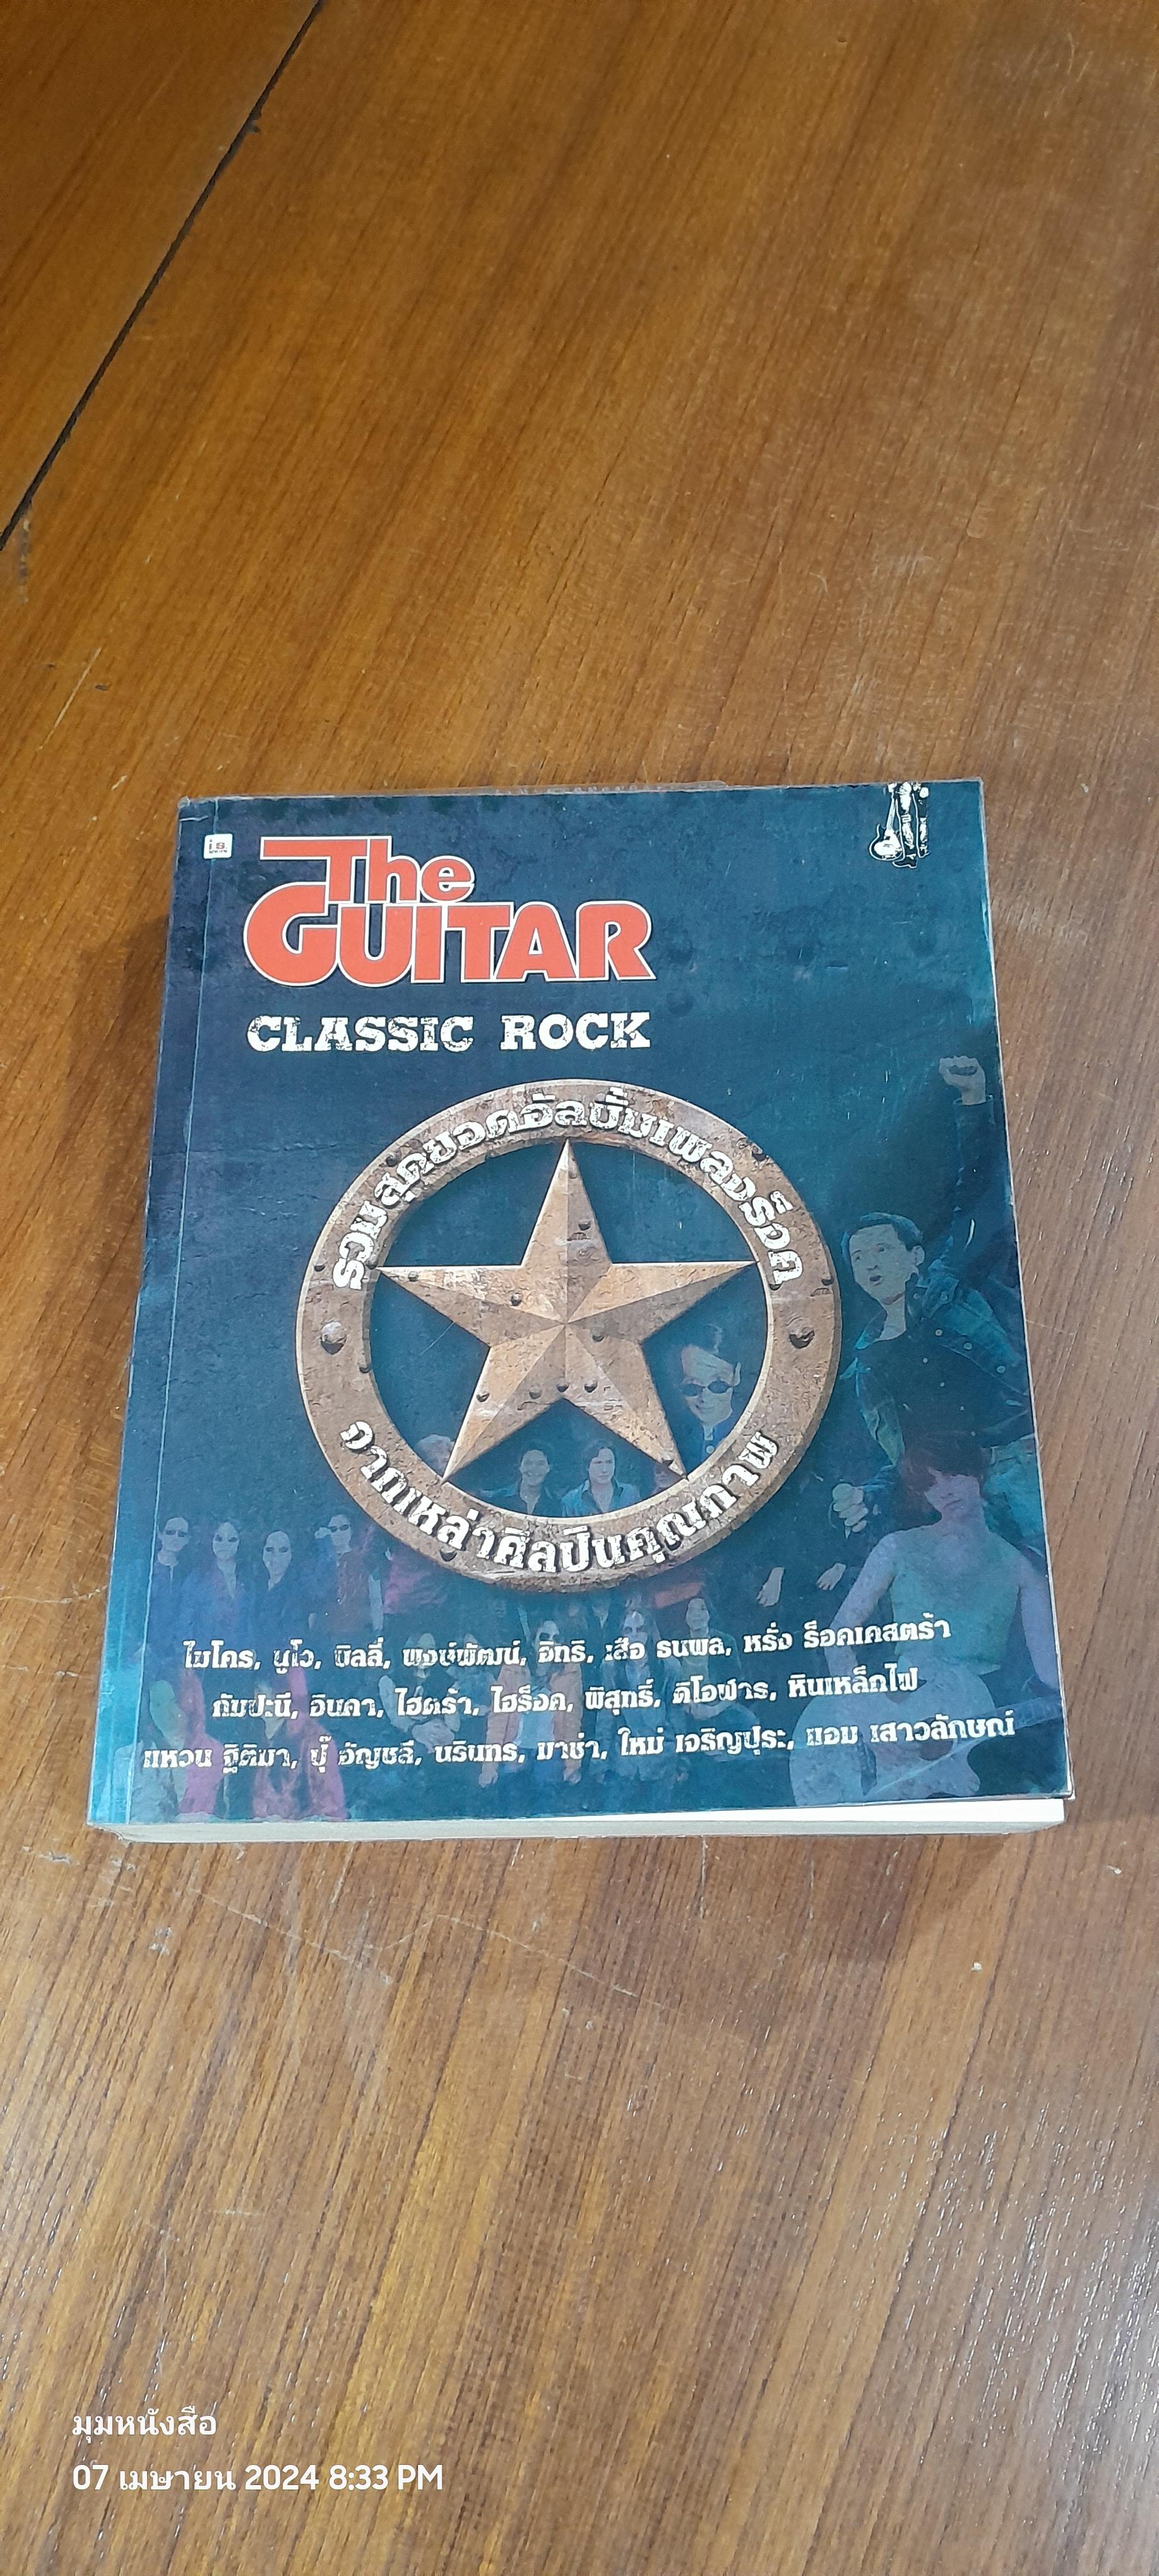 The
GUITAR
CLASSIC ROCK
รวมสุดยอดอัลบั้มเพลงร็อค
จากเหล่าศิลปินคุณภาพ
ไมโคร, นูโว, บิลลี่, พงษ์พัฒน์, อิทธิ, เสือ ธนพล, หรั่ง ร็อคเคสตร้า
กัมปะนี, อินคา, ไฮดร้า, ไฮร็อค, พิสุทธิ์, ดิโอฬาร, หินเหล็กไฟ
แหวน ฐิติมา, ปุ๊ อัญชลี, นรินทร, มาช่า, ใหม่ เจริญปุระ, แอม เสาวลักษณ์
มุมหนังสือ
07 เมษายน 2024 8:33 PM